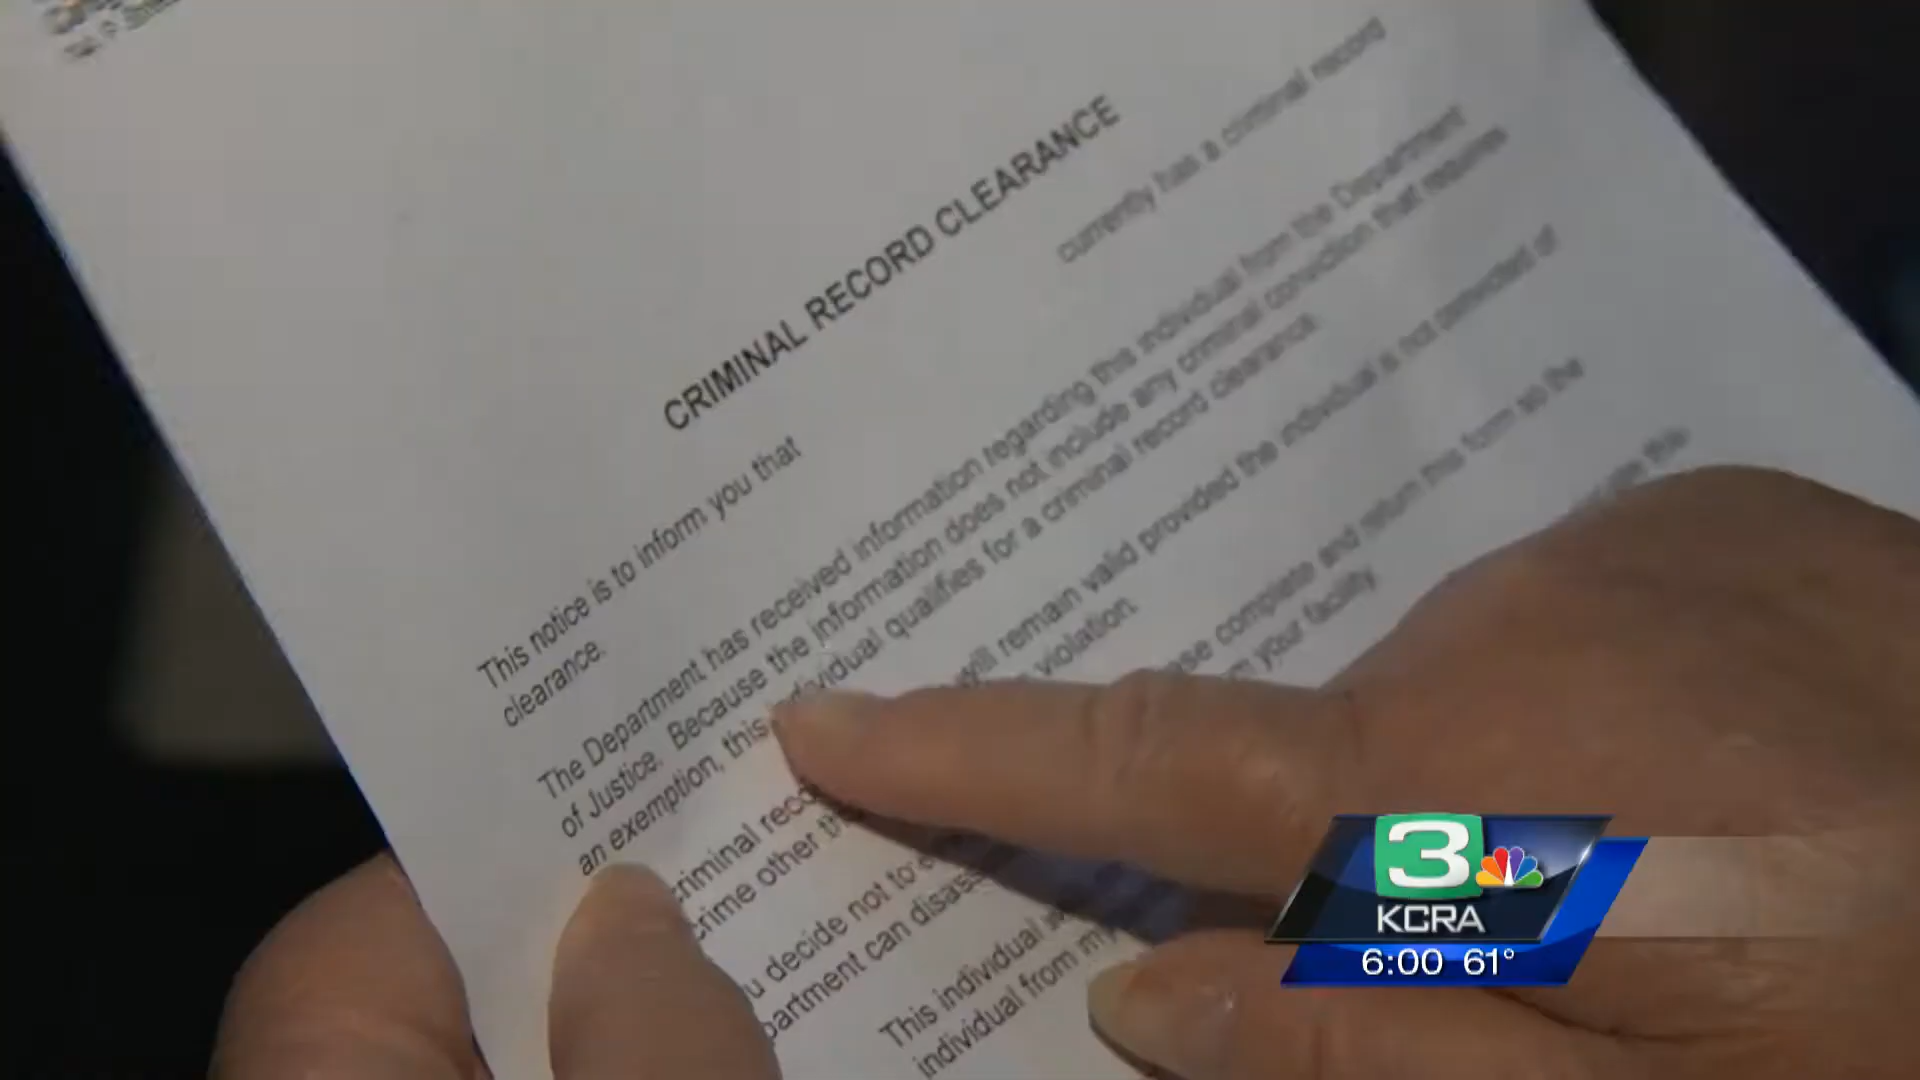 CRIMINAL RECORD CLEARANCE
This notice is to inform you that currently has a criminal record
clearance.
The Department has received information regarding this individual from the Department
of Justice. Because the information does not include any criminal conviction that requires
an exemption, this individual qualifies for a criminal record clearance.
criminal reco will remain valid provided the individual is not convicted of
crime other th violation.
u decide not to complete and return this form so the
partment can disass your facility.
This individual
individual from my
3
KCRA
6:00 61°